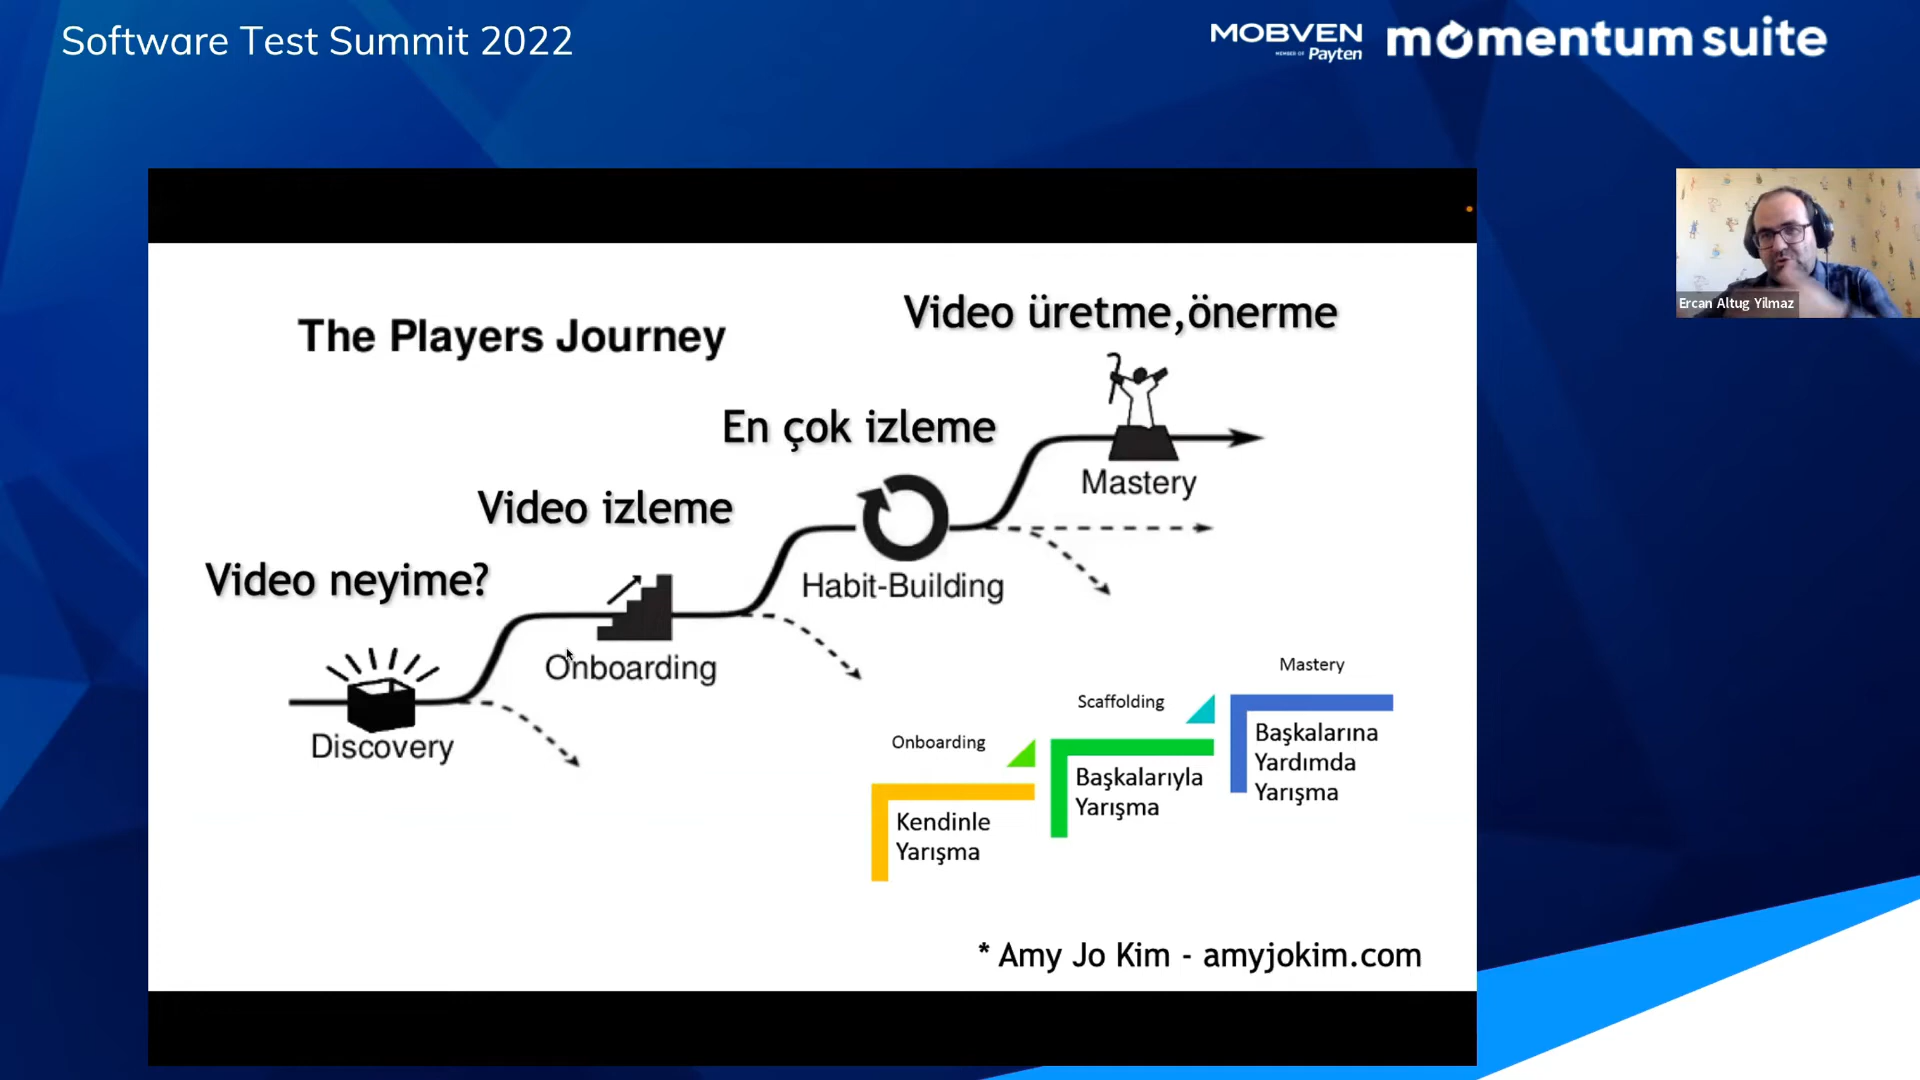 Software Test Summit 2022
MOBVEN
MEMBER OF Payten
momentum suite
Ercan Altug Yilmaz
The Players Journey
Video üretme,önerme
En çok izleme
Mastery
Video izleme
Habit-Building
Video neyime?
Onboarding
Discovery
Mastery
Scaffolding
Onboarding
Başkalarına
Yardımda
Yarışma
Başkalarıyla
Yarışma
Kendinle
Yarışma
* Amy Jo Kim - amyjokim.com